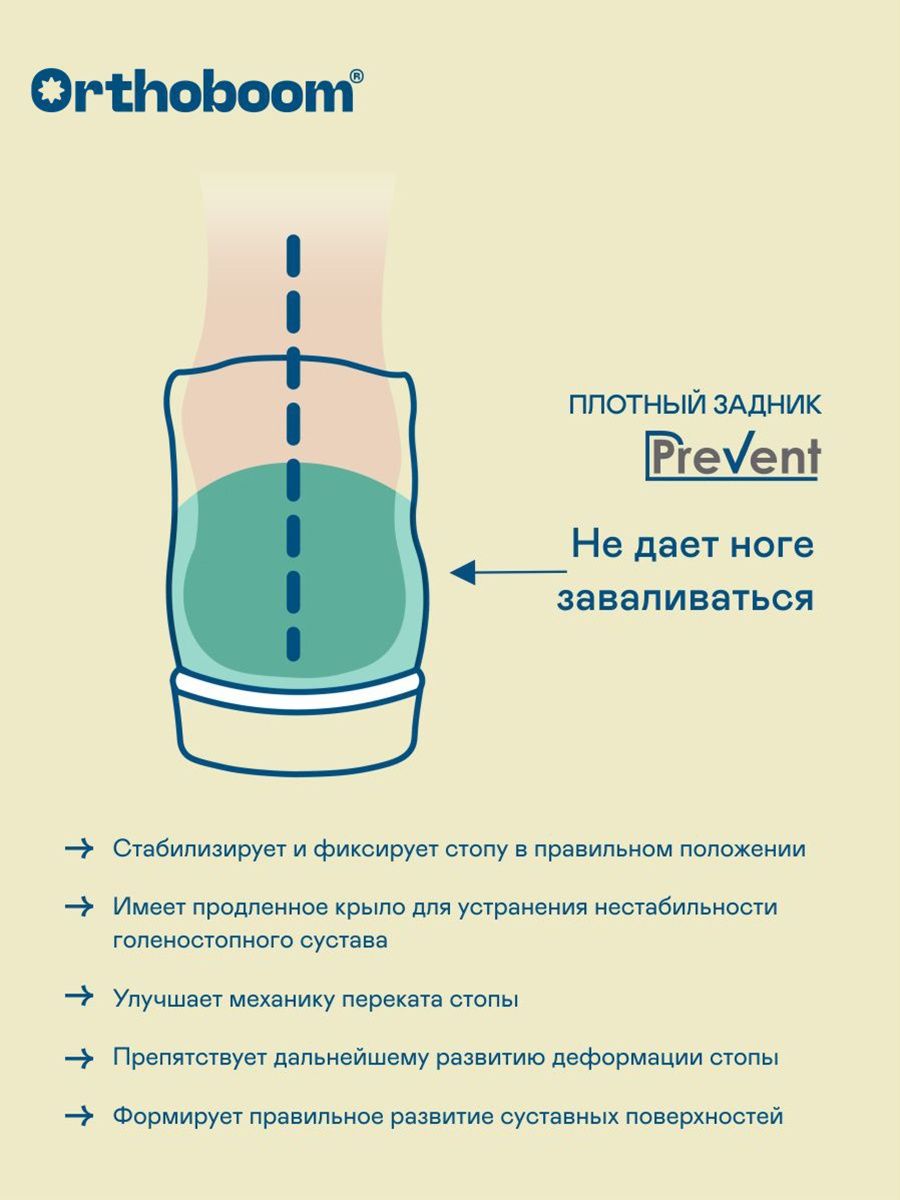 Orthoboom®
ПЛОТНЫЙ ЗАДНИК
Prevent
Не дает ноге
заваливаться
Стабилизирует и фиксирует стопу в правильном положении
Имеет продленное крыло для устранения нестабильности
голеностопного сустава
Улучшает механику переката стопы
Препятствует дальнейшему развитию деформации стопы
Формирует правильное развитие суставных поверхностей